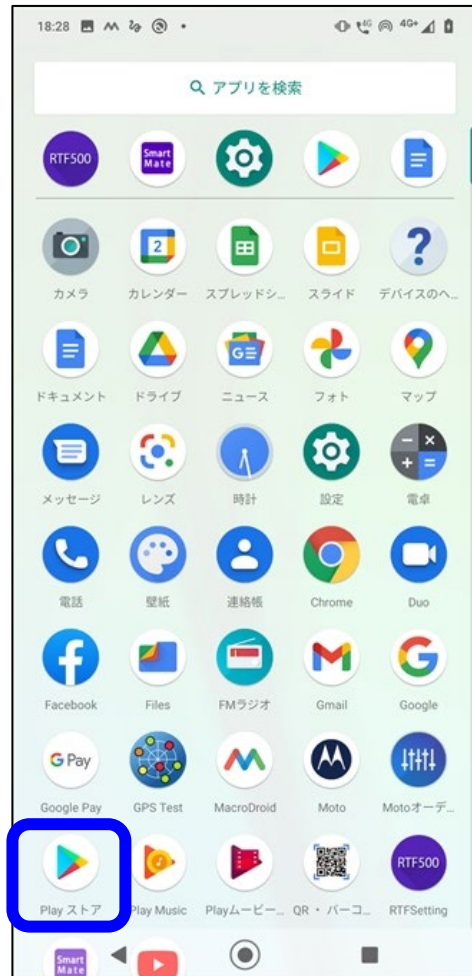 18:28 4G 4G+
アプリを検索
RTF500 Smart Mate
2
カメラ カレンダー スプレッドシ... スライド デバイスのヘ...
GE
ドキュメント ドライブ ニュース フォト マップ
メッセージ レンズ 時計 設定 電卓
電話 壁紙 連絡帳 Chrome Duo
Facebook Files FMラジオ Gmail Google
G Pay
Google Pay GPS Test MacroDroid Moto Motoオーデ...
RTF500
Play ストア Play Music Playムービー... QR・バーコ... RTFSetting
Smart Mate